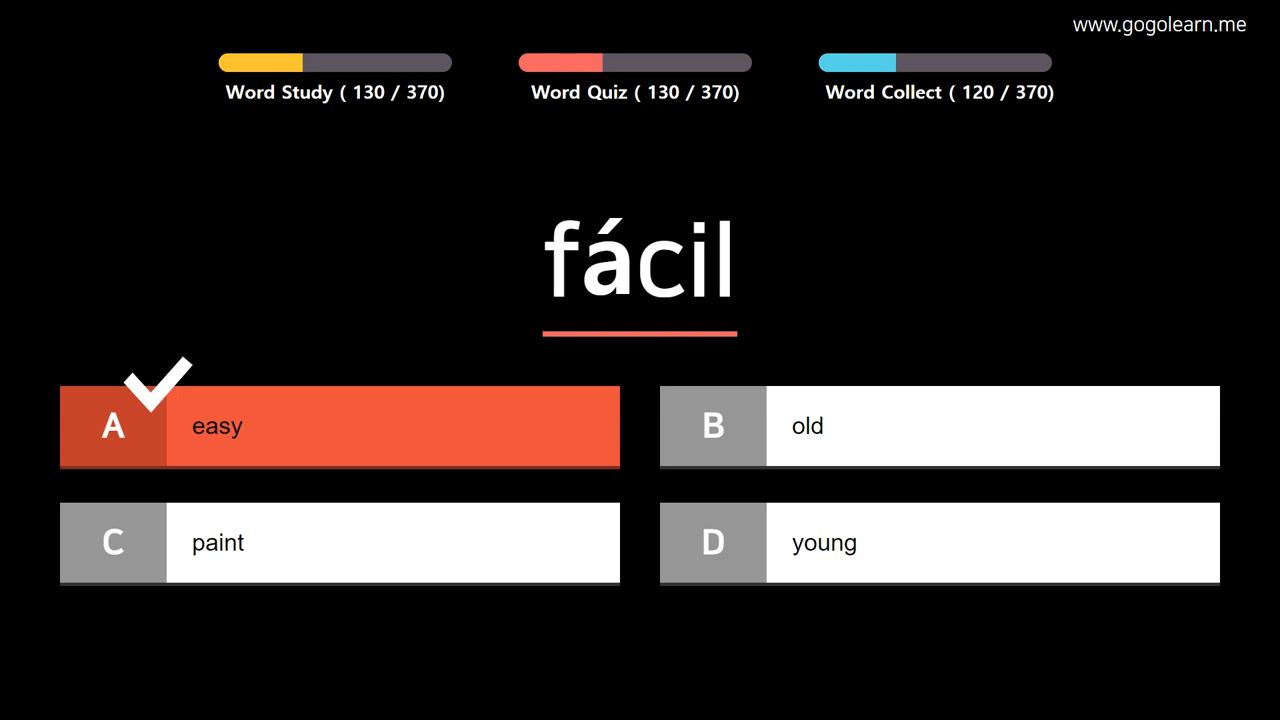 www.gogolearn.me
Word Study ( 130 / 370)
Word Quiz ( 130 / 370)
Word Collect ( 120 / 370)
fácil
A easy
B old
C paint
D young